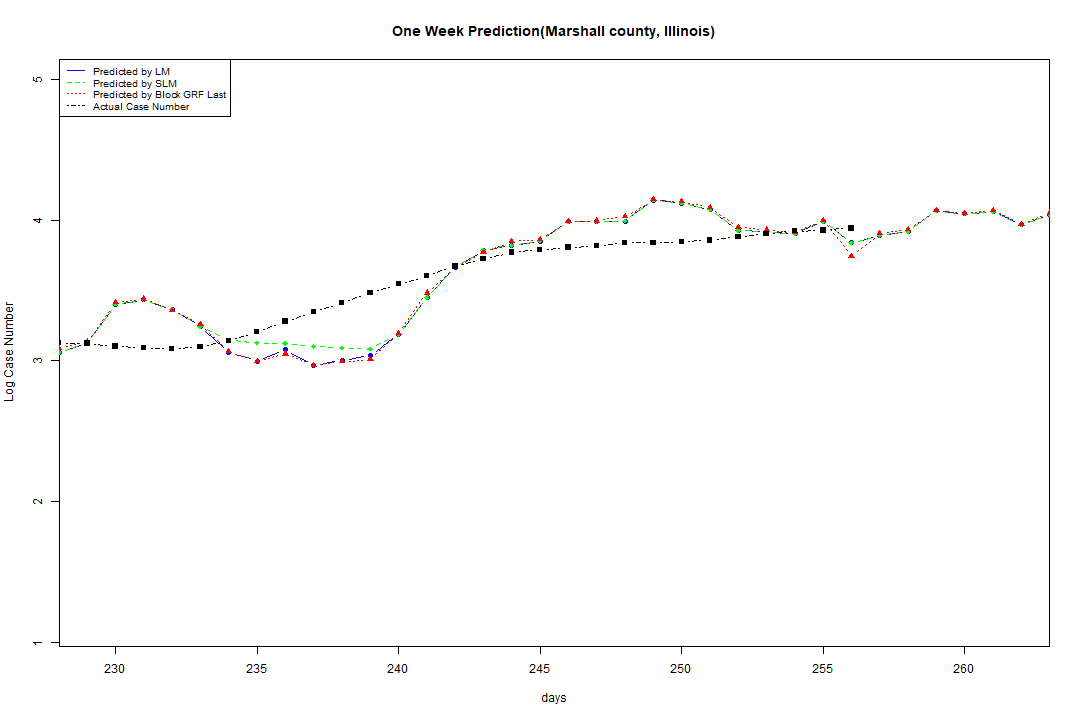 One Week Prediction(Marshall county, Illinois)
Predicted by LM
Predicted by SLM
Predicted by Block GRF Last
Actual Case Number
5
4
3
2
1
Log Case Number
230 235 240 245 250 255 260
days